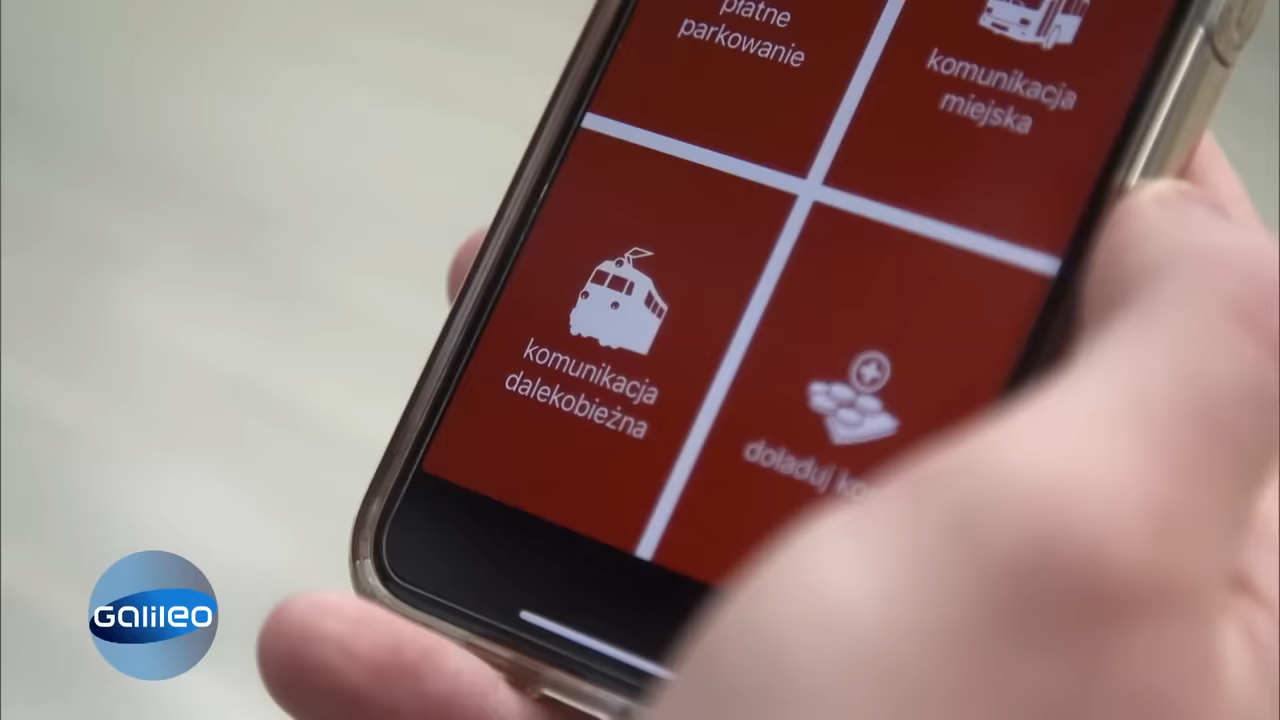 płatne
parkowanie
komunikacja
miejska
komunikacja
dalekobieżna
doładuj
GALILEO